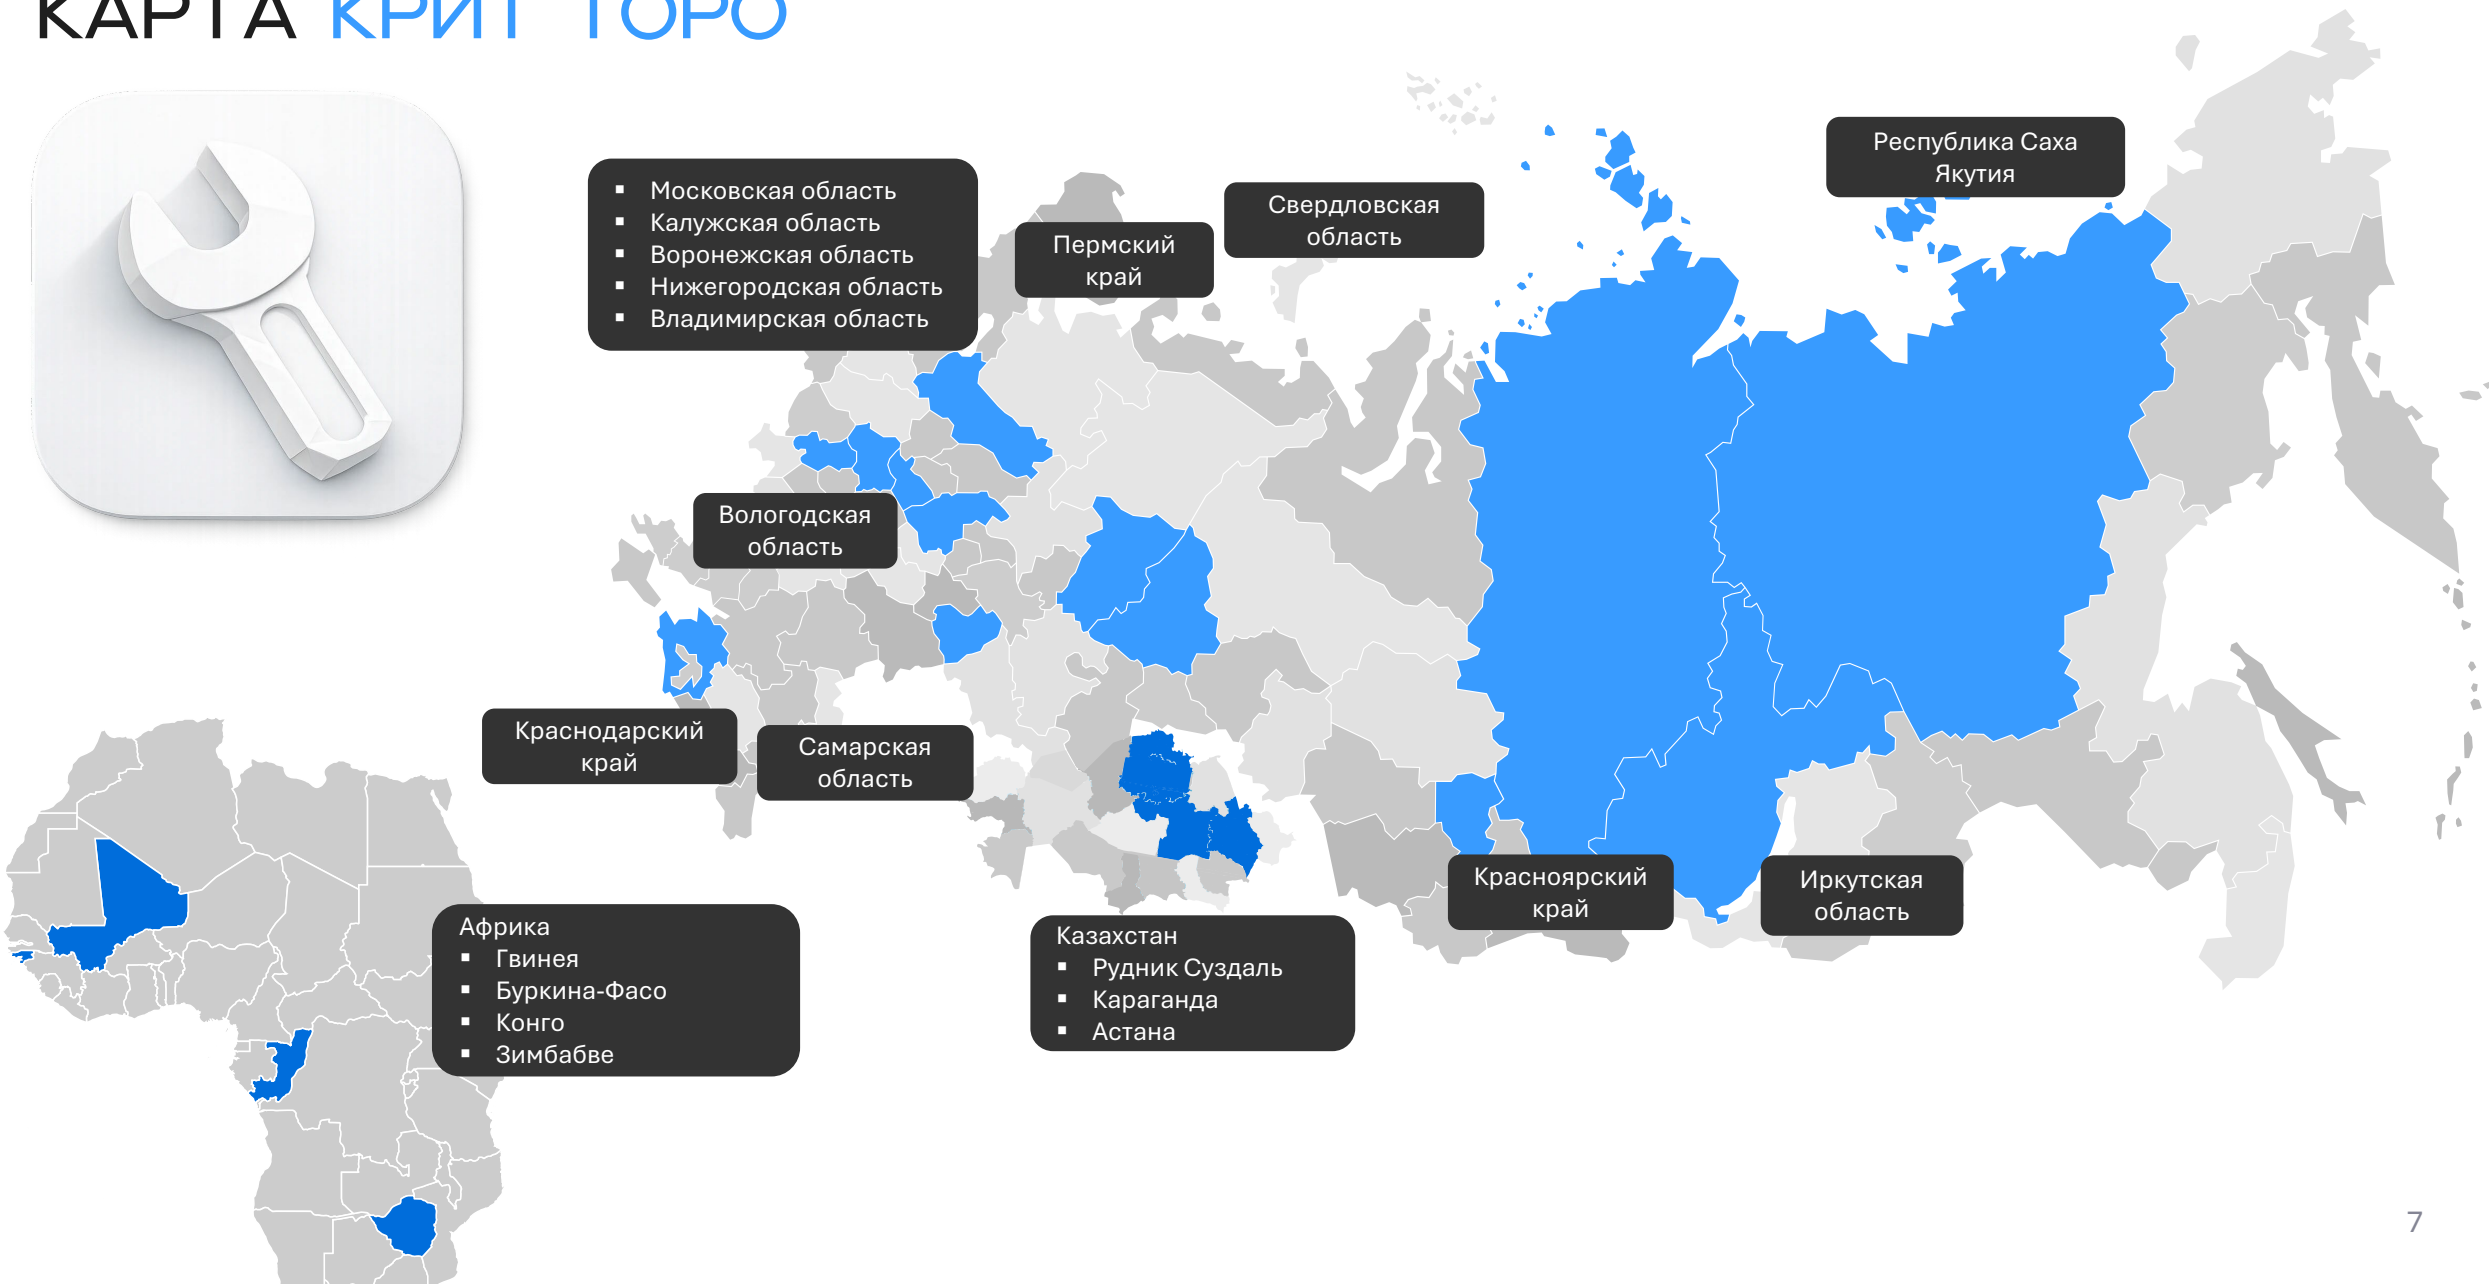 КАРТА КРИТ ТОРО
Республика Саха
Якутия
▪ Московская область
▪ Калужская область
▪ Воронежская область
▪ Нижегородская область
▪ Владимирская область
Свердловская
область
Пермский
край
Вологодская
область
Краснодарский
край
Самарская
область
Красноярский
край
Иркутская
область
Африка
▪ Гвинея
▪ Буркина-Фасо
▪ Конго
▪ Зимбабве
Казахстан
▪ Рудник Суздаль
▪ Караганда
▪ Астана
7